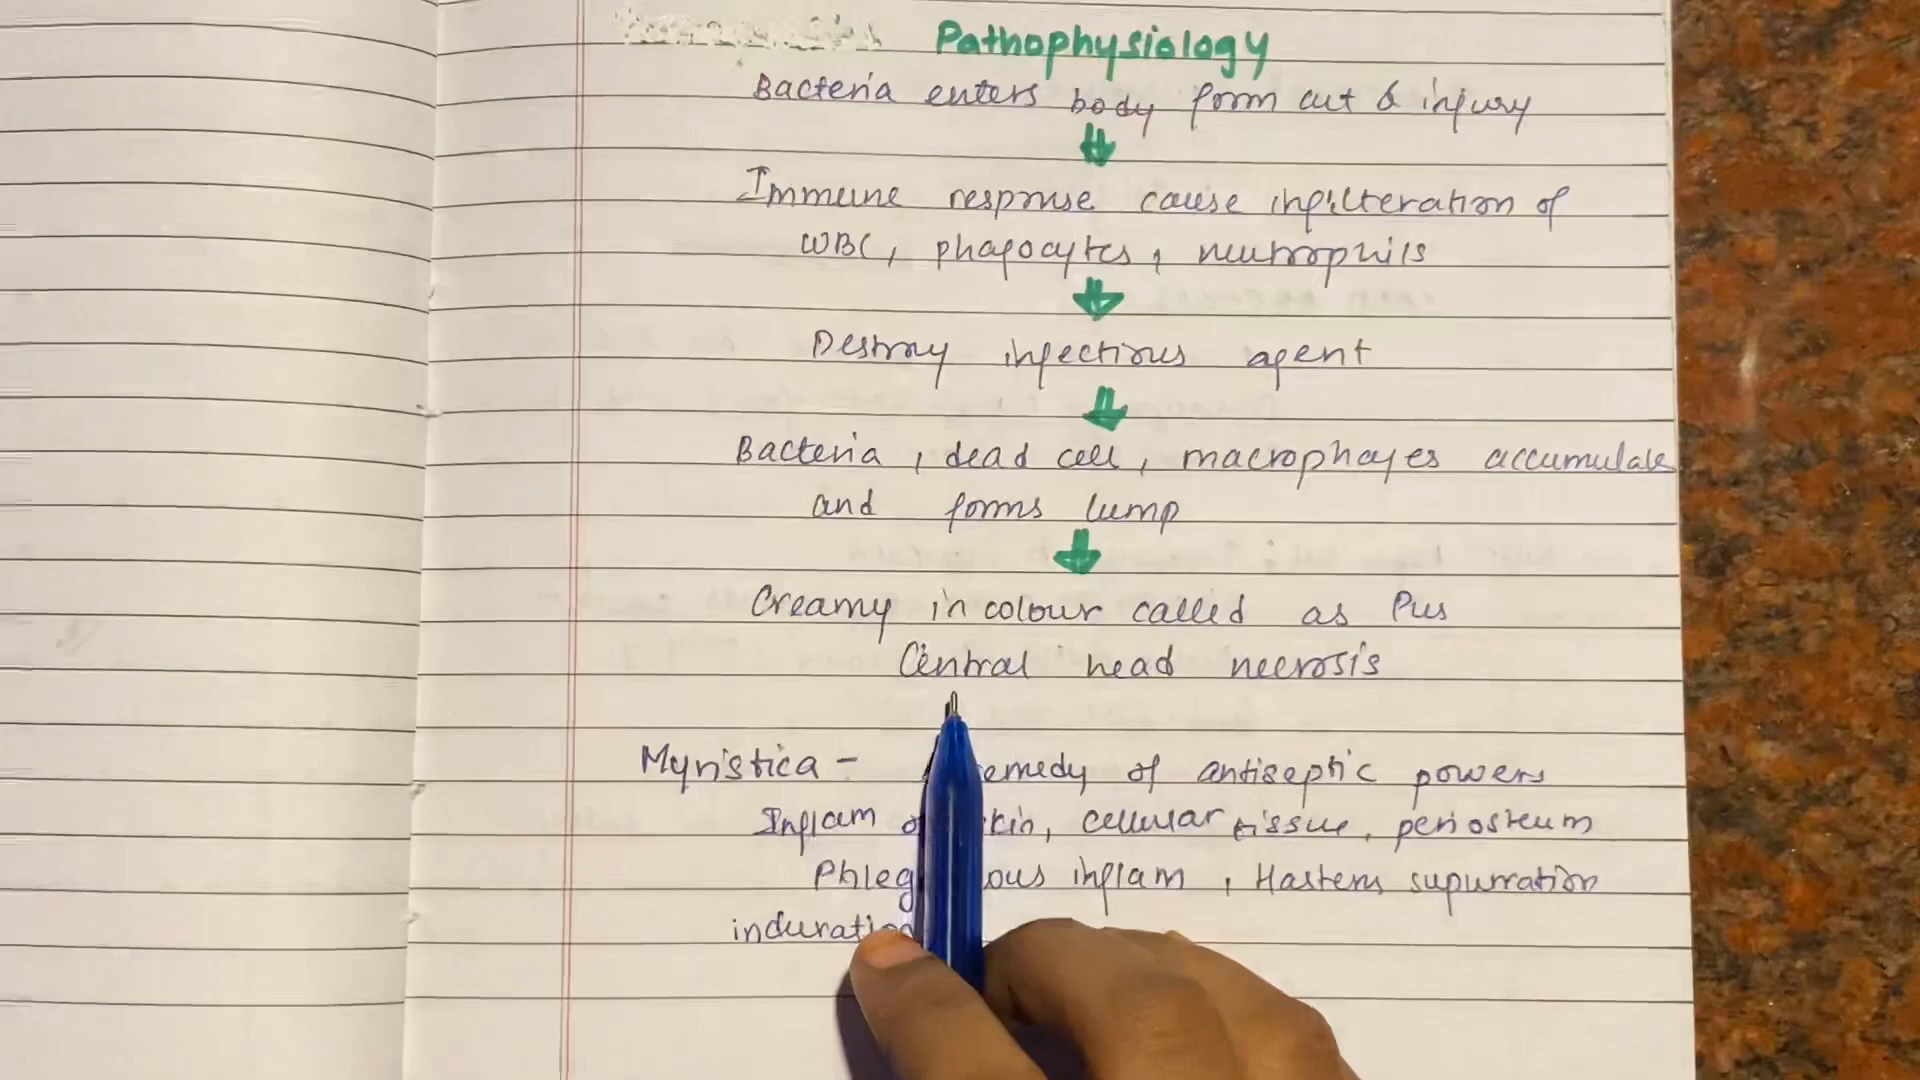 Pathophysiology
Bacteria enters body form cut & injury
Immune response cause infilteration of
WBC, phagocytes, neutrophils
Destroy infectious agent
Bacteria, dead cell, macrophages accumulate
and forms lump
Creamy in colour called as Pus
Central head necrosis
Myristica - emedy of antiseptic powers
Inflam kin, cellular tissue, periosteum
Phleg ous inflam, Hastens supurration